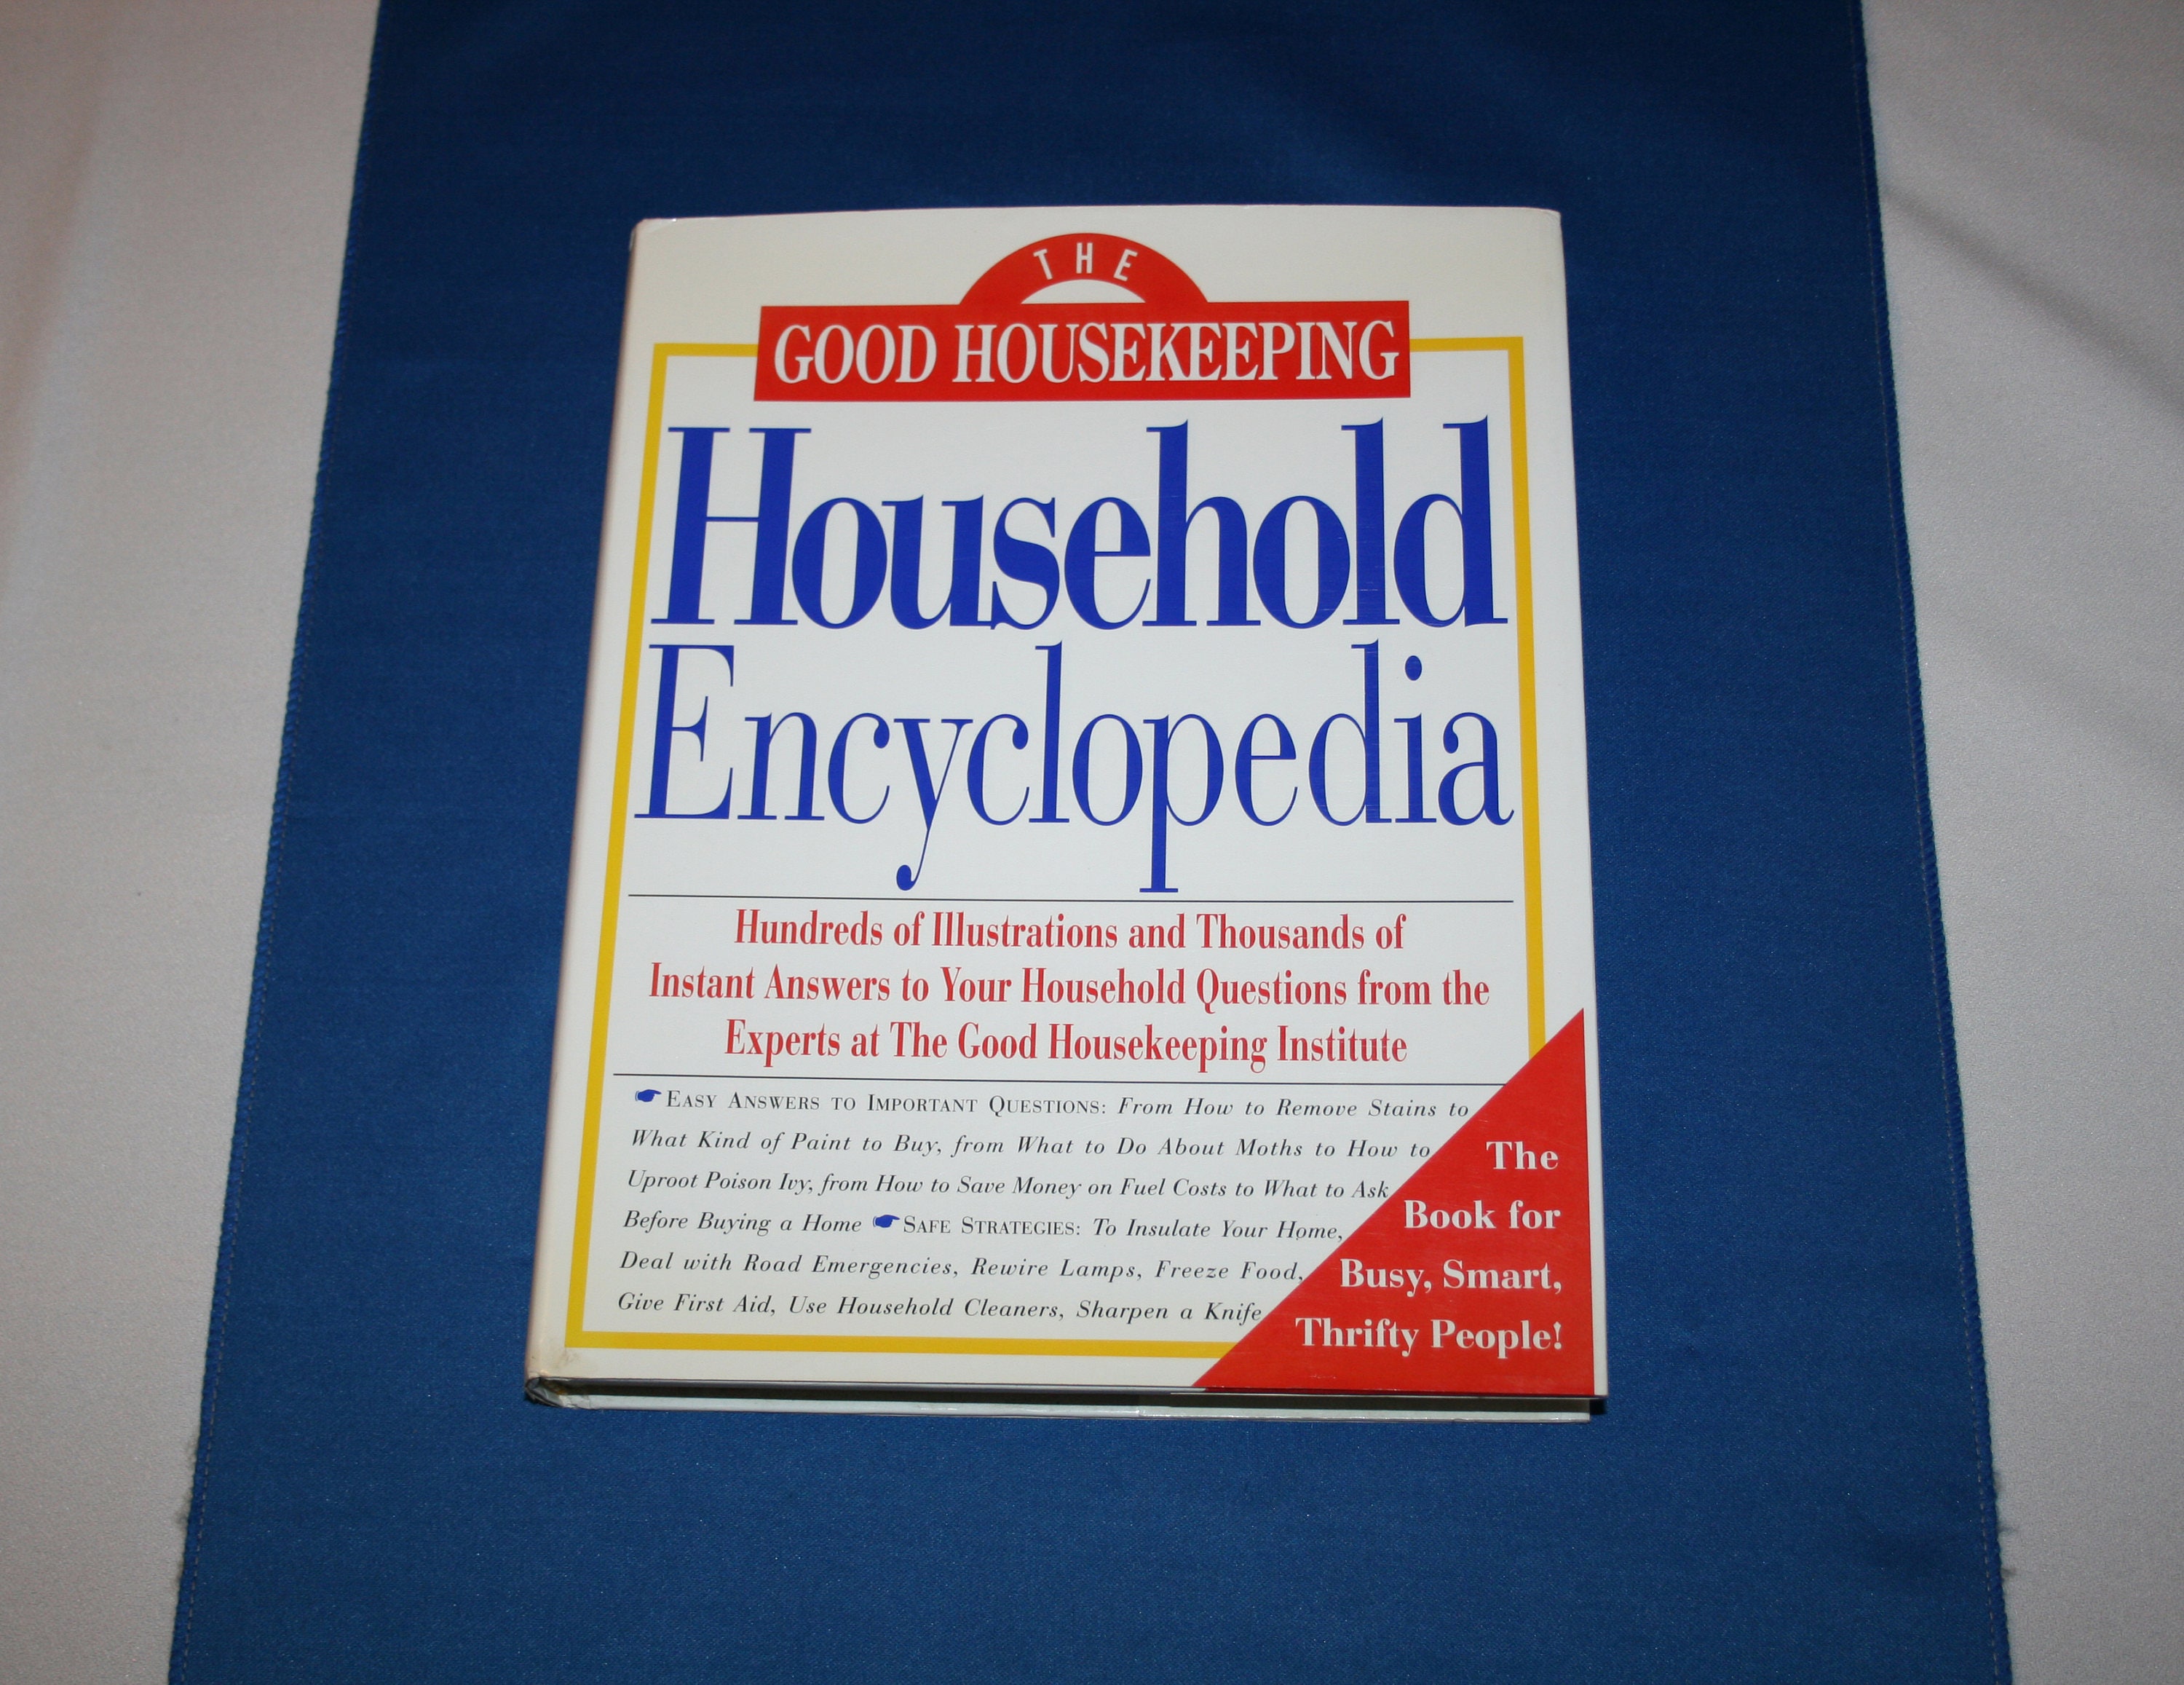 THE
GOOD HOUSEKEEPING
Household
Encyclopedia
Hundreds of Illustrations and Thousands of
Instant Answers to Your Household Questions from the
Experts at The Good Housekeeping Institute
EASY ANSWERS TO IMPORTANT QUESTIONS: From How to Remove Stains to
What Kind of Paint to Buy, from What to Do About Moths to How to
Uproot Poison Ivy, from How to Save Money on Fuel Costs to What to Ask
Before Buying a Home SAFE STRATEGIES: To Insulate Your Home,
Deal with Road Emergencies, Rewire Lamps, Freeze Food,
Give First Aid, Use Household Cleaners, Sharpen a Knife
The
Book for
Busy, Smart,
Thrifty People!